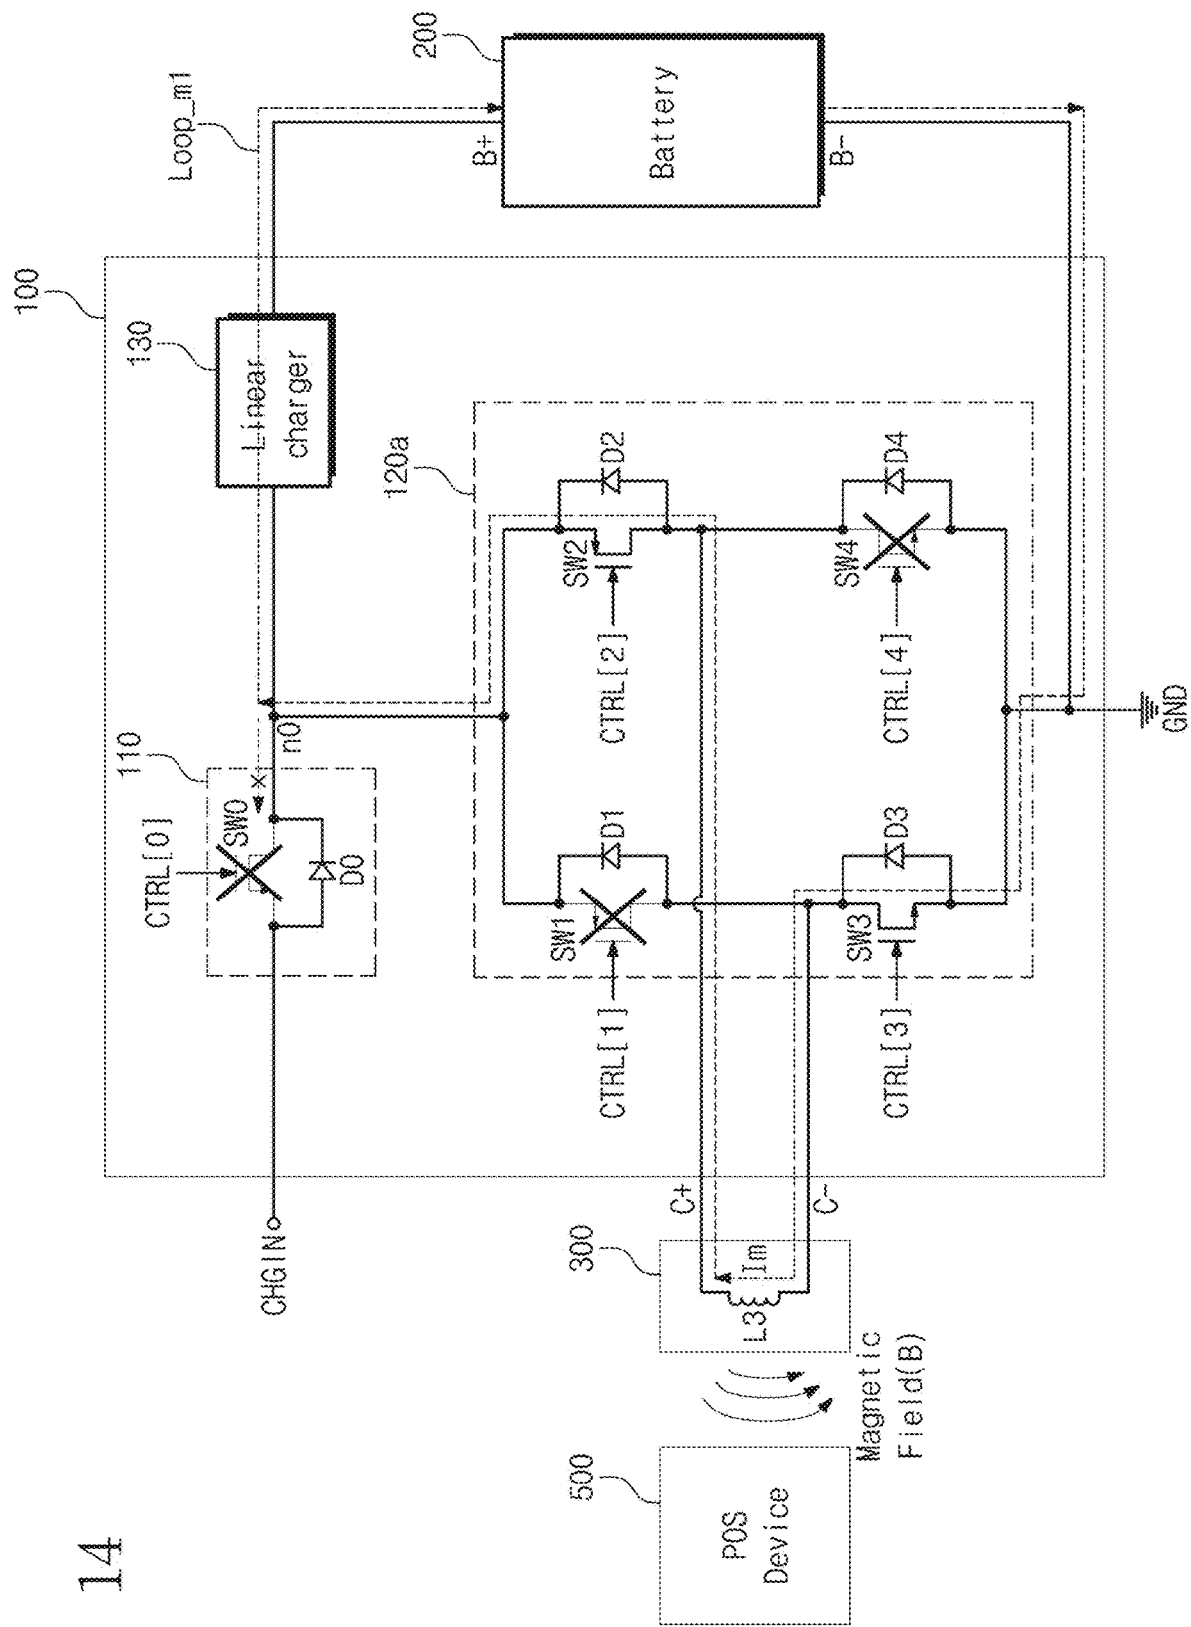 14
100
110
CTRL[0]
SW0
D0
n0
CHGIN
130
Linear
charger
Loop_m1
200
B+
Battery
B-
120a
SW1
D1
CTRL[1]
SW2
D2
CTRL[2]
SW3
D3
CTRL[3]
SW4
D4
CTRL[4]
GND
C+
C-
300
L3
Im
Magnetic
Field(B)
500
POS
Device